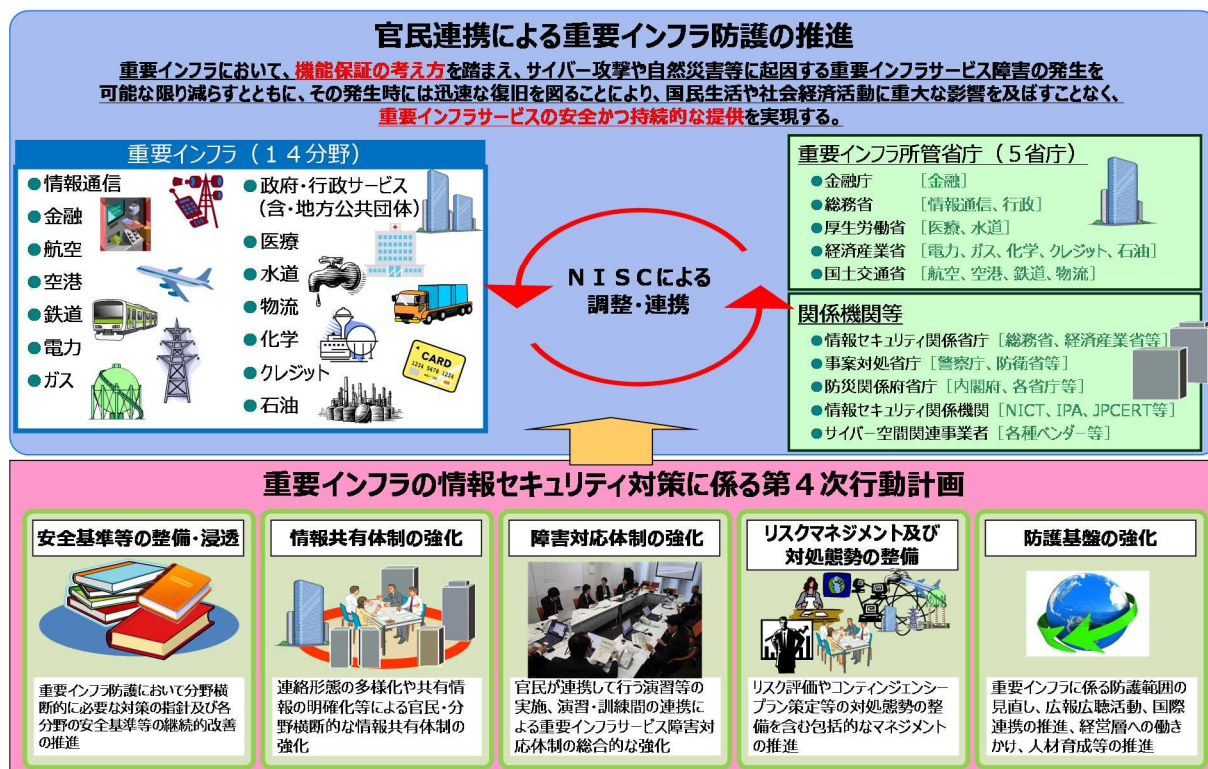 官民連携による重要インフラ防護の推進
重要インフラにおいて、機能保証の考え方を踏まえ、サイバー攻撃や自然災害等に起因する重要インフラサービス障害の発生を
可能な限り減らすとともに、その発生時には迅速な復旧を図ることにより、国民生活や社会経済活動に重大な影響を及ぼすことなく、
重要インフラサービスの安全かつ持続的な提供を実現する。
重要インフラ（１４分野）
●情報通信
●金融
●航空
●空港
●鉄道
●電力
●ガス
●政府・行政サービス
(含・地方公共団体)
●医療
●水道
●物流
●化学
●クレジット
●石油
CARD
1234 5678 1234
ＮＩＳＣによる
調整・連携
重要インフラ所管省庁（５省庁）
●金融庁 ［金融］
●総務省 ［情報通信、行政］
●厚生労働省 ［医療、水道］
●経済産業省 ［電力、ガス、化学、クレジット、石油］
●国土交通省 ［航空、空港、鉄道、物流］
関係機関等
●情報セキュリティ関係省庁［総務省、経済産業省等］
●事案対処省庁［警察庁、防衛省等］
●防災関係府省庁［内閣府、各省庁等］
●情報セキュリティ関係機関［NICT、IPA、JPCERT等］
●サイバー空間関連事業者［各種ベンダー等］
重要インフラの情報セキュリティ対策に係る第４次行動計画
安全基準等の整備・浸透
重要インフラ防護において分野横
断的に必要な対策の指針及び各
分野の安全基準等の継続的改善
の推進
情報共有体制の強化
連絡形態の多様化や共有情
報の明確化等による官民・分
野横断的な情報共有体制の
強化
障害対応体制の強化
官民が連携して行う演習等の
実施、演習・訓練間の連携に
よる重要インフラサービス障害対
応体制の総合的な強化
リスクマネジメント及び
対処態勢の整備
リスク評価やコンティンジェンシー
プラン策定等の対処態勢の整
備を含む包括的なマネジメント
の推進
防護基盤の強化
重要インフラに係る防護範囲の
見直し、広報広聴活動、国際
連携の推進、経営層への働き
かけ、人材育成等の推進